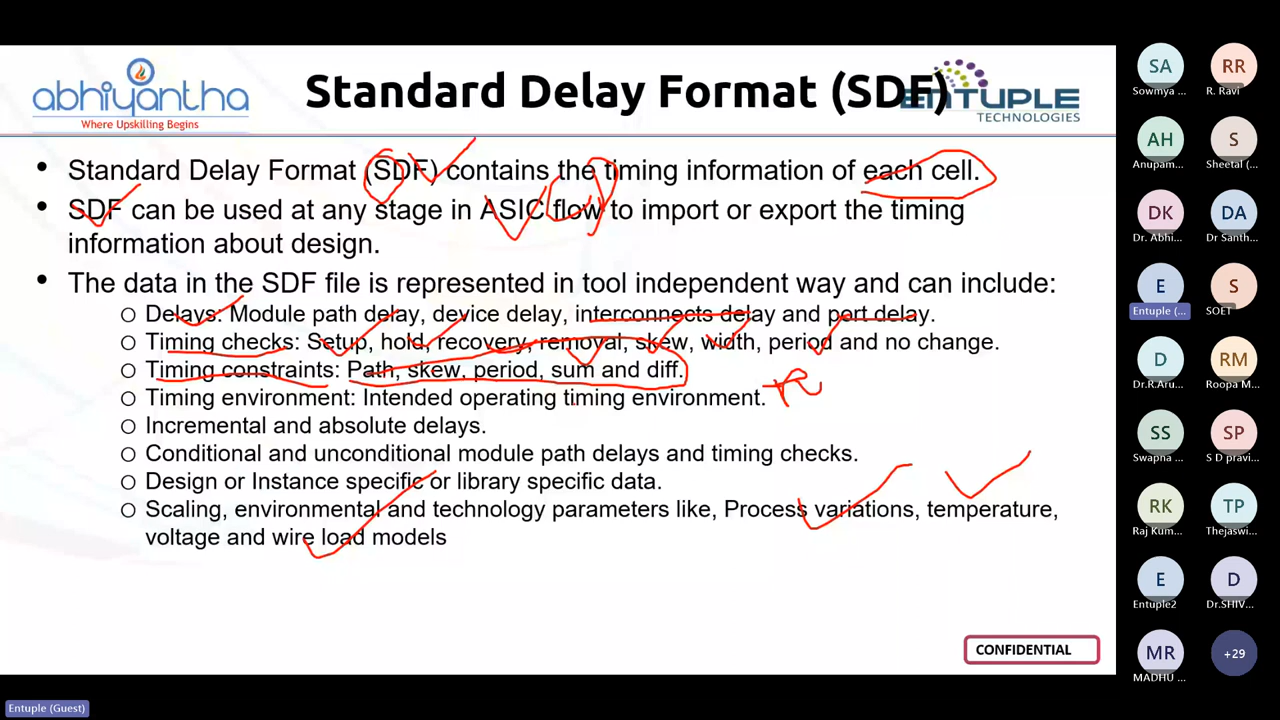 abhiyantha
Where Upskilling Begins
Standard Delay Format (SDF)
ENTUPLE
TECHNOLOGIES
• Standard Delay Format (SDF) contains the timing information of each cell.
• SDF can be used at any stage in ASIC flow to import or export the timing
information about design.
• The data in the SDF file is represented in tool independent way and can include:
○ Delays: Module path delay, device delay, interconnects delay and port delay.
○ Timing checks: Setup, hold, recovery, removal, skew, width, period and no change.
○ Timing constraints: Path, skew, period, sum and diff.
○ Timing environment: Intended operating timing environment.
○ Incremental and absolute delays.
○ Conditional and unconditional module path delays and timing checks.
○ Design or Instance specific or library specific data.
○ Scaling, environmental and technology parameters like, Process variations, temperature,
voltage and wire load models
CONFIDENTIAL
Entuple (Guest)
SA
Sowmya ...
RR
R. Ravi
AH
Anupam...
S
Sheetal (...
DK
Dr. Abhi...
DA
Dr Santh...
E
Entuple (...
S
SOET
D
Dr.R.Aru...
RM
Roopa M...
SS
Swapna ...
SP
S D pravi...
RK
Raj Kum...
TP
Thejaswi...
E
Entuple2
D
Dr.SHIV...
MR
MADHU ...
+29